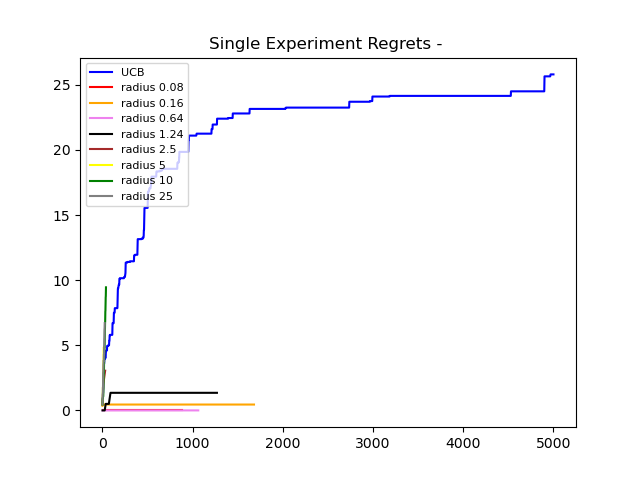 Single Experiment Regrets -
UCB
radius 0.08
radius 0.16
radius 0.64
radius 1.24
radius 2.5
radius 5
radius 10
radius 25
25
20
15
10
5
0
0 1000 2000 3000 4000 5000